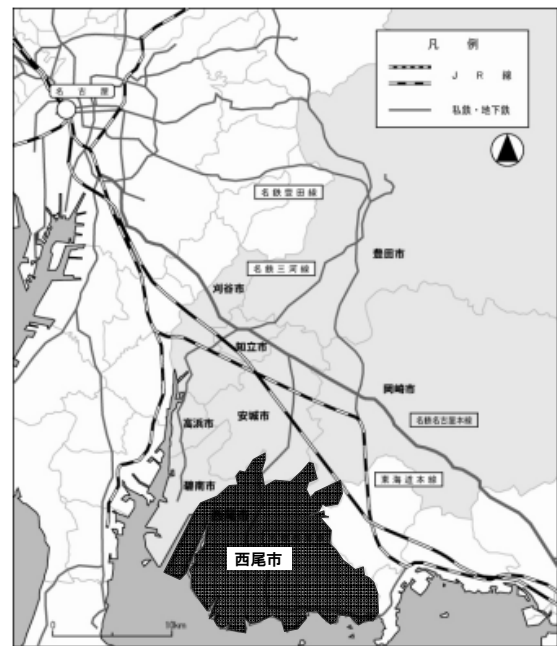 凡 例
J R 線
私鉄・地下鉄
名 古 屋
名鉄豊田線
豊田市
名鉄三河線
刈谷市
知立市
岡崎市
高浜市
安城市
名鉄名古屋本線
碧南市
東海道本線
西尾市
0
10km